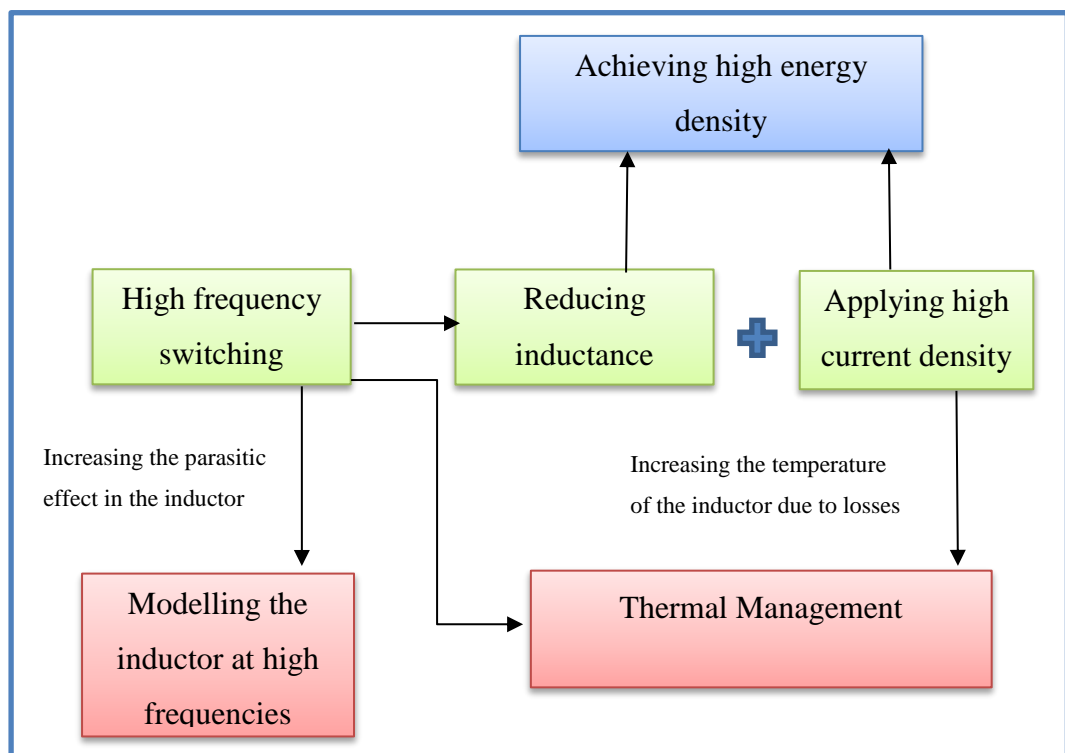 Achieving high energy
density
High frequency
switching
Reducing
inductance
Applying high
current density
Increasing the parasitic
effect in the inductor
Increasing the temperature
of the inductor due to losses
Modelling the
inductor at high
frequencies
Thermal Management